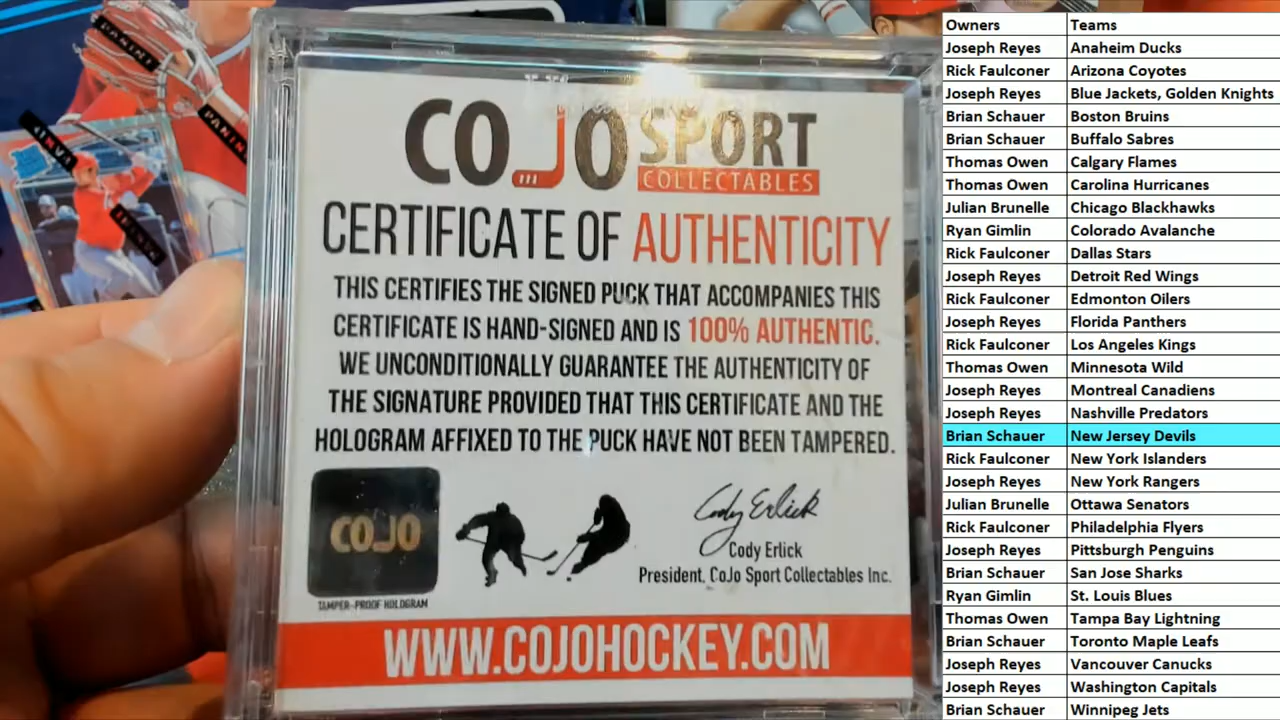 COJO SPORT
COLLECTABLES
CERTIFICATE OF AUTHENTICITY
THIS CERTIFIES THE SIGNED PUCK THAT ACCOMPANIES THIS
CERTIFICATE IS HAND-SIGNED AND IS 100% AUTHENTIC.
WE UNCONDITIONALLY GUARANTEE THE AUTHENTICITY OF
THE SIGNATURE PROVIDED THAT THIS CERTIFICATE AND THE
HOLOGRAM AFFIXED TO THE PUCK HAVE NOT BEEN TAMPERED.
COJO
TAMPER-PROOF HOLOGRAM
Cody Erlick
Cody Erlick
President, CoJo Sport Collectables Inc.
WWW.COJOHOCKEY.COM
PANINI
PANINI
Owners Teams
Joseph Reyes Anaheim Ducks
Rick Faulconer Arizona Coyotes
Joseph Reyes Blue Jackets, Golden Knights
Brian Schauer Boston Bruins
Brian Schauer Buffalo Sabres
Thomas Owen Calgary Flames
Thomas Owen Carolina Hurricanes
Julian Brunelle Chicago Blackhawks
Ryan Gimlin Colorado Avalanche
Rick Faulconer Dallas Stars
Joseph Reyes Detroit Red Wings
Rick Faulconer Edmonton Oilers
Joseph Reyes Florida Panthers
Rick Faulconer Los Angeles Kings
Thomas Owen Minnesota Wild
Joseph Reyes Montreal Canadiens
Joseph Reyes Nashville Predators
Brian Schauer New Jersey Devils
Rick Faulconer New York Islanders
Joseph Reyes New York Rangers
Julian Brunelle Ottawa Senators
Rick Faulconer Philadelphia Flyers
Joseph Reyes Pittsburgh Penguins
Brian Schauer San Jose Sharks
Ryan Gimlin St. Louis Blues
Thomas Owen Tampa Bay Lightning
Brian Schauer Toronto Maple Leafs
Joseph Reyes Vancouver Canucks
Joseph Reyes Washington Capitals
Brian Schauer Winnipeg Jets